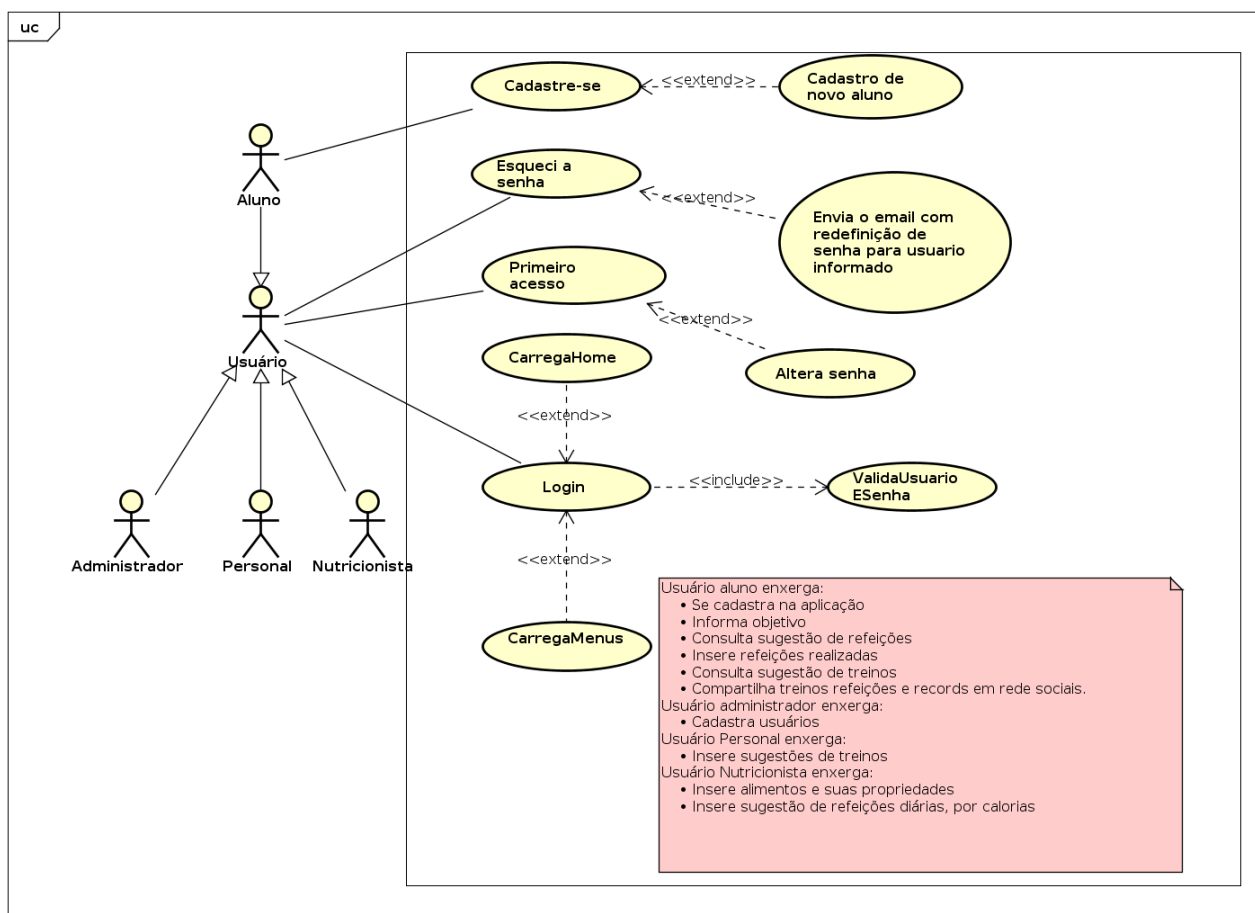 uc
Cadastre-se
<<extend>>
Cadastro de
novo aluno
Aluno
Esqueci a
senha
<<extend>>
Envia o email com
redefinição de
senha para usuario
informado
Primeiro
acesso
<<extend>>
Usuário
CarregaHome
Altera senha
<<extend>>
Login
<<include>>
ValidaUsuario
ESenha
Administrador
Personal
Nutricionista
<<extend>>
CarregaMenus
Usuário aluno enxerga:
• Se cadastra na aplicação
• Informa objetivo
• Consulta sugestão de refeições
• Insere refeições realizadas
• Consulta sugestão de treinos
• Compartilha treinos refeições e records em rede sociais.
Usuário administrador enxerga:
• Cadastra usuários
Usuário Personal enxerga:
• Insere sugestões de treinos
Usuário Nutricionista enxerga:
• Insere alimentos e suas propriedades
• Insere sugestão de refeições diárias, por calorias